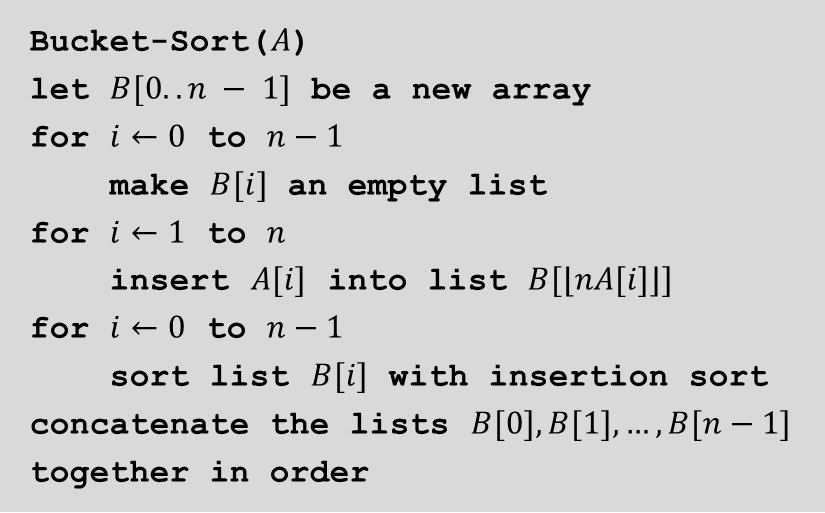 Bucket-Sort(A)
let B[0..n − 1] be a new array
for i ← 0 to n − 1
make B[i] an empty list
for i ← 1 to n
insert A[i] into list B[⌊nA[i]⌋]
for i ← 0 to n − 1
sort list B[i] with insertion sort
concatenate the lists B[0], B[1], … , B[n − 1]
together in order